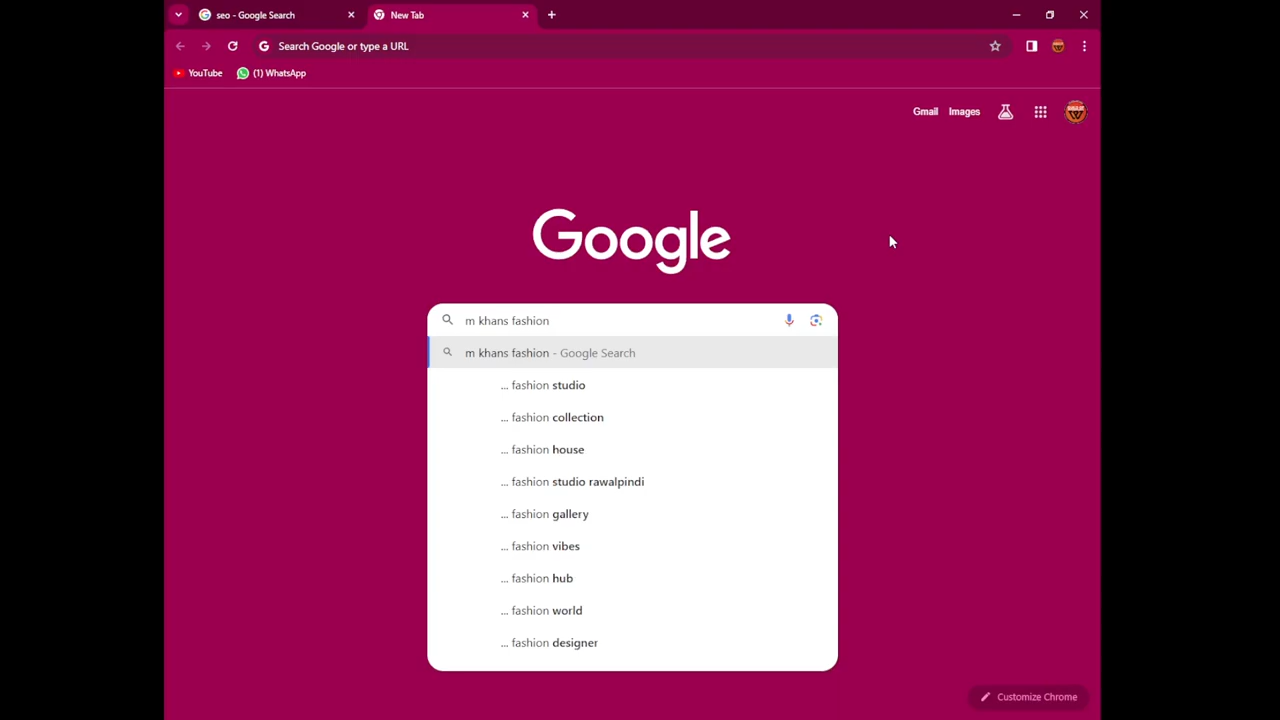 seo - Google Search
New Tab
Search Google or type a URL
YouTube
(1) WhatsApp
Gmail Images
Google
m khans fashion
m khans fashion - Google Search
... fashion studio
... fashion collection
... fashion house
... fashion studio rawalpindi
... fashion gallery
... fashion vibes
... fashion hub
... fashion world
... fashion designer
Customize Chrome